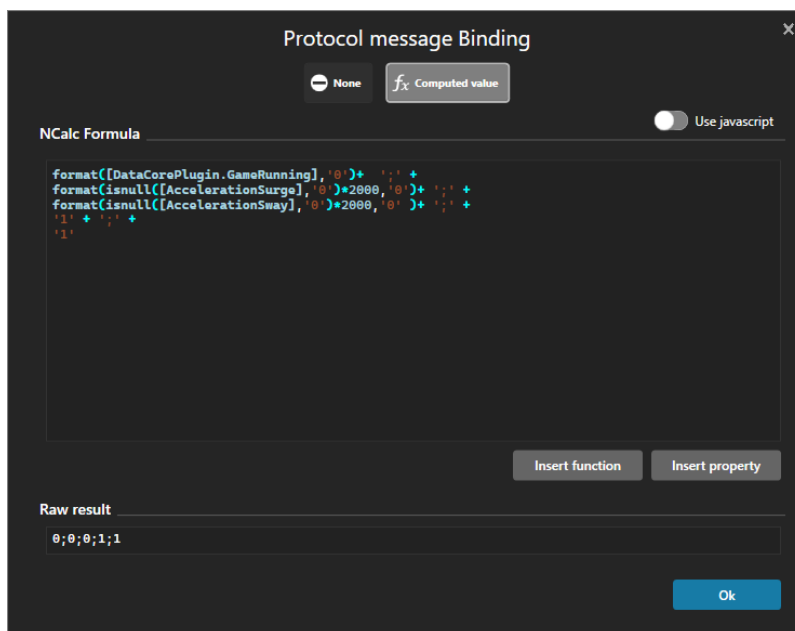 Protocol message Binding
None
fx Computed value
Use javascript
NCalc Formula
format([DataCorePlugin.GameRunning],'0')+  ';' +
format(isnull([AccelerationSurge],'0')*2000,'0')+ ';' +
format(isnull([AccelerationSway],'0')*2000,'0' )+ ';' +
'1' + ';' +
'1'
Insert function
Insert property
Raw result
0;0;0;1;1
Ok